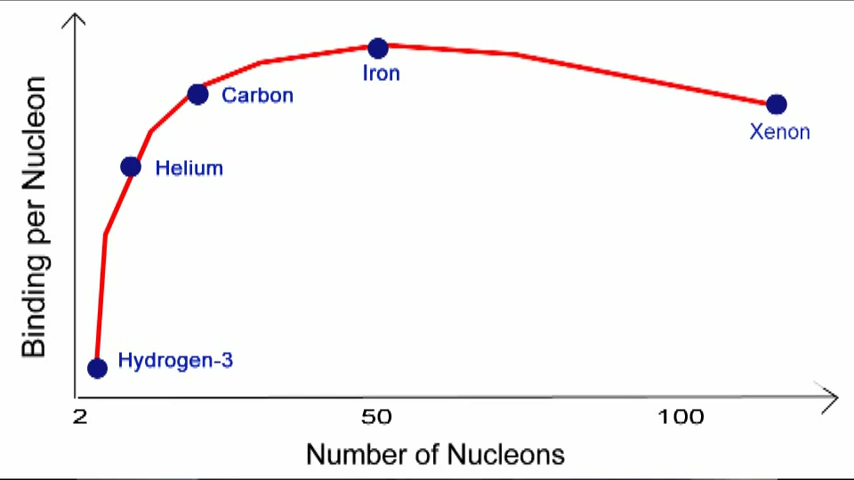 Binding per Nucleon
Iron
Carbon
Xenon
Helium
Hydrogen-3
2 50 100
Number of Nucleons